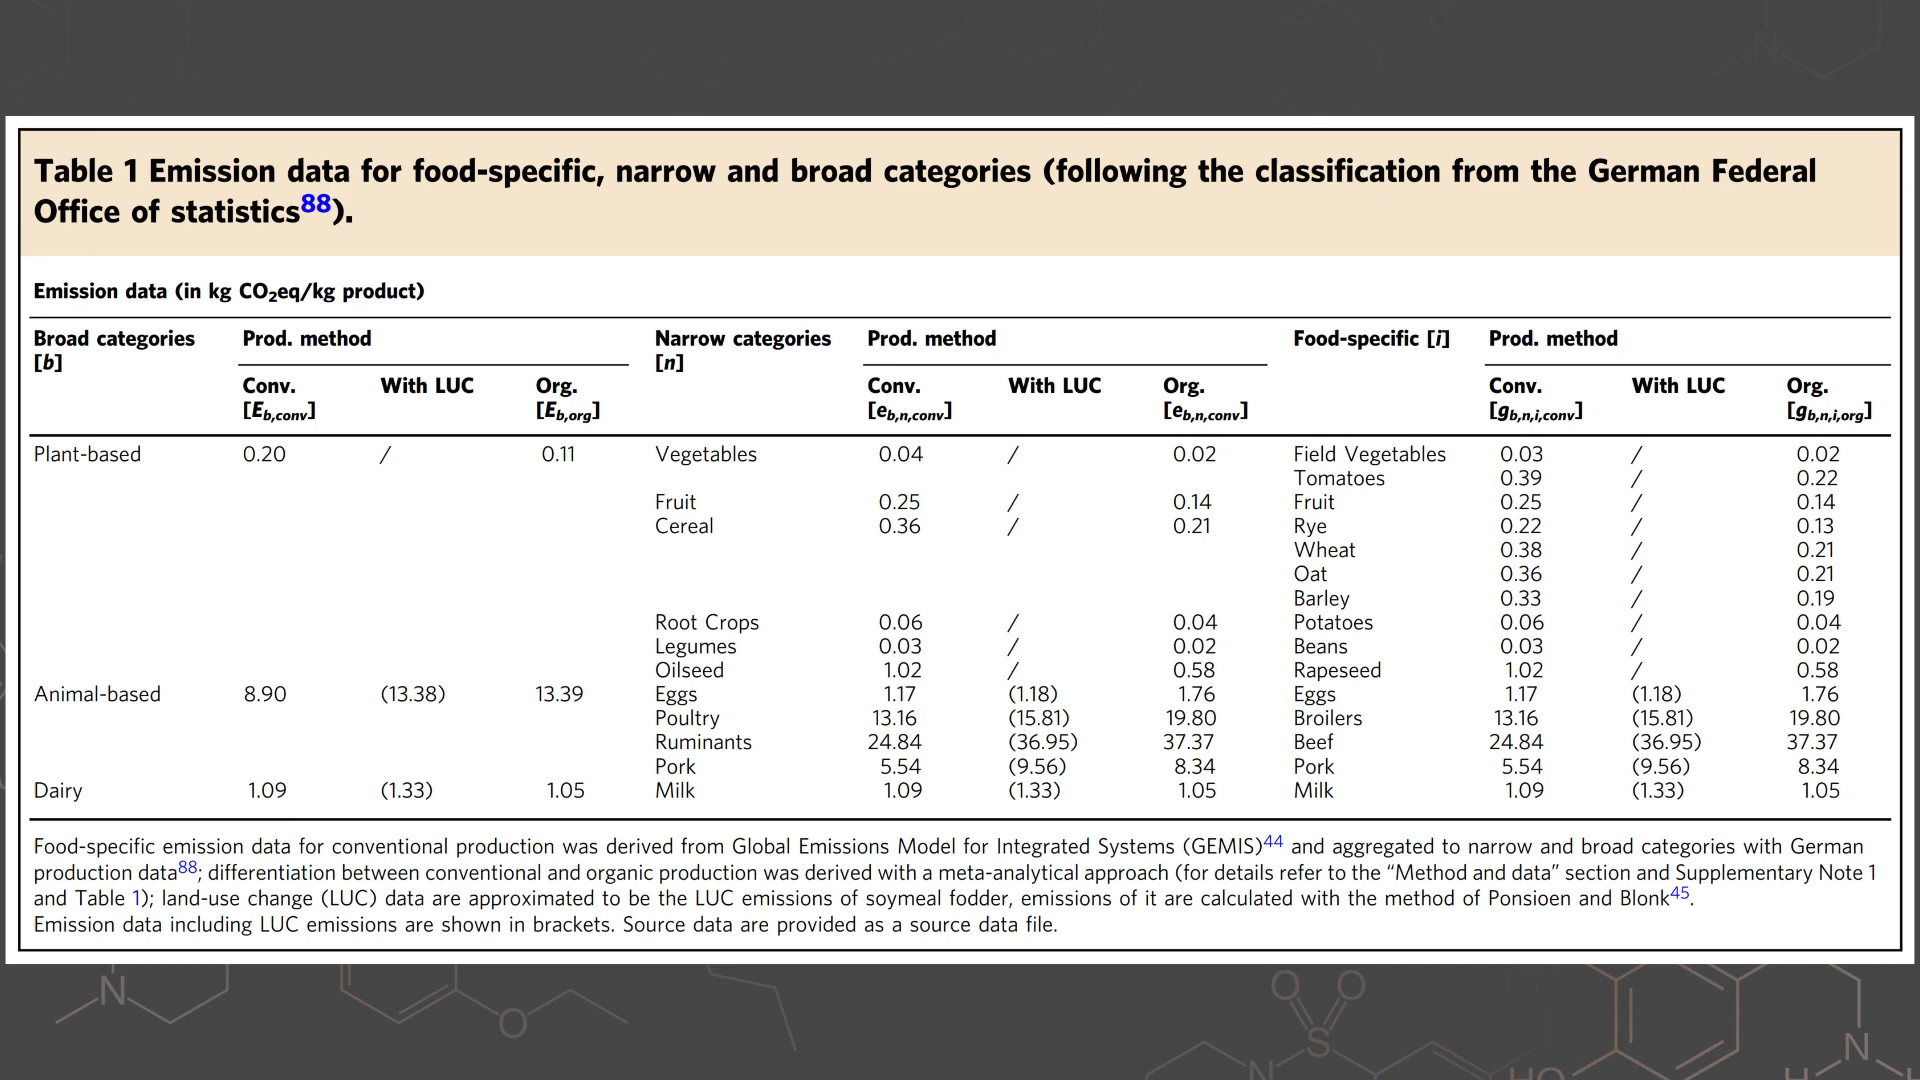 Table 1 Emission data for food-specific, narrow and broad categories (following the classification from the German Federal
Office of statistics88).
Emission data (in kg CO₂eq/kg product)
Broad categories Prod. method Narrow categories Prod. method Food-specific [i] Prod. method
[b] [n]
Conv. With LUC Org. Conv. With LUC Org. Conv. With LUC Org.
[Eb,conv] [Eb,org] [eb,n,conv] [eb,n,conv] [gb,n,i,conv] [gb,n,i,org]
Plant-based 0.20 / 0.11 Vegetables 0.04 / 0.02 Field Vegetables 0.03 / 0.02
Tomatoes 0.39 / 0.22
Fruit 0.25 / 0.14 Fruit 0.25 / 0.14
Cereal 0.36 / 0.21 Rye 0.22 / 0.13
Wheat 0.38 / 0.21
Oat 0.36 / 0.21
Barley 0.33 / 0.19
Root Crops 0.06 / 0.04 Potatoes 0.06 / 0.04
Legumes 0.03 / 0.02 Beans 0.03 / 0.02
Oilseed 1.02 / 0.58 Rapeseed 1.02 / 0.58
Animal-based 8.90 (13.38) 13.39 Eggs 1.17 (1.18) 1.76 Eggs 1.17 (1.18) 1.76
Poultry 13.16 (15.81) 19.80 Broilers 13.16 (15.81) 19.80
Ruminants 24.84 (36.95) 37.37 Beef 24.84 (36.95) 37.37
Pork 5.54 (9.56) 8.34 Pork 5.54 (9.56) 8.34
Dairy 1.09 (1.33) 1.05 Milk 1.09 (1.33) 1.05 Milk 1.09 (1.33) 1.05
Food-specific emission data for conventional production was derived from Global Emissions Model for Integrated Systems (GEMIS)44 and aggregated to narrow and broad categories with German
production data88; differentiation between conventional and organic production was derived with a meta-analytical approach (for details refer to the “Method and data” section and Supplementary Note 1
and Table 1); land-use change (LUC) data are approximated to be the LUC emissions of soymeal fodder, emissions of it are calculated with the method of Ponsioen and Blonk45.
Emission data including LUC emissions are shown in brackets. Source data are provided as a source data file.
N
O
O O
S
N
HO
N
H